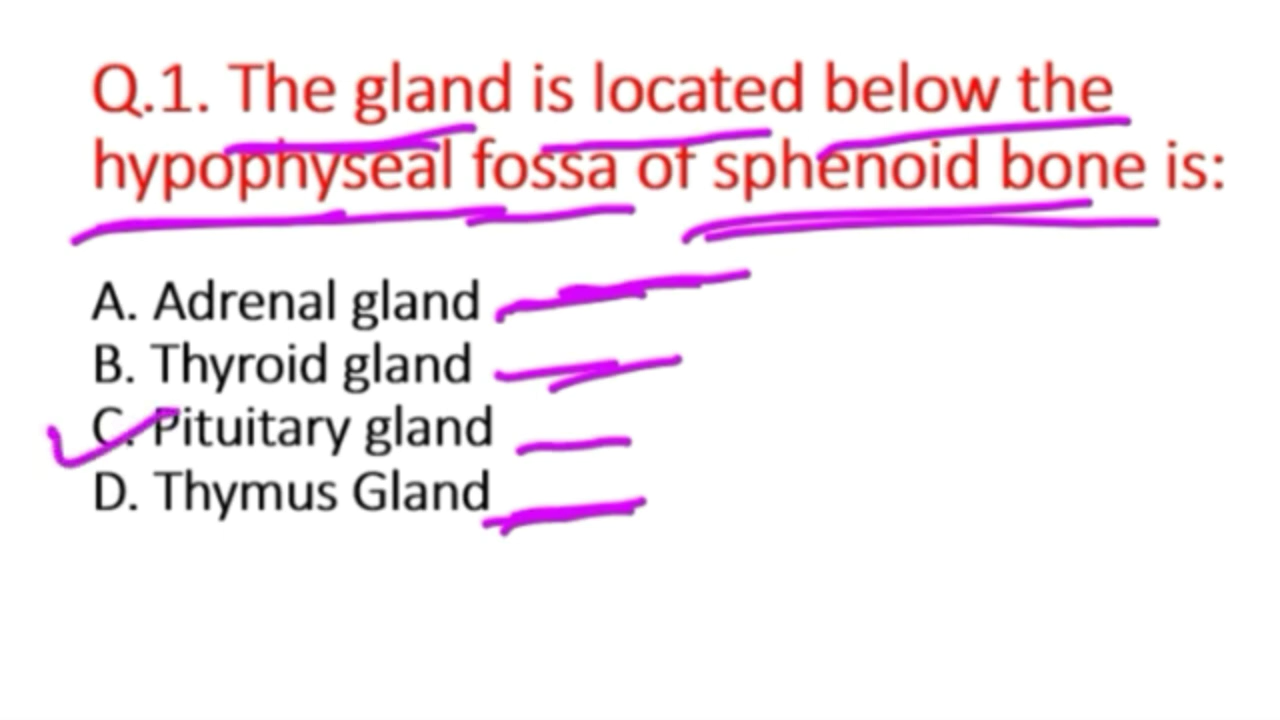 Q.1. The gland is located below the
hypophyseal fossa of sphenoid bone is:
A. Adrenal gland
B. Thyroid gland
C. Pituitary gland
D. Thymus Gland